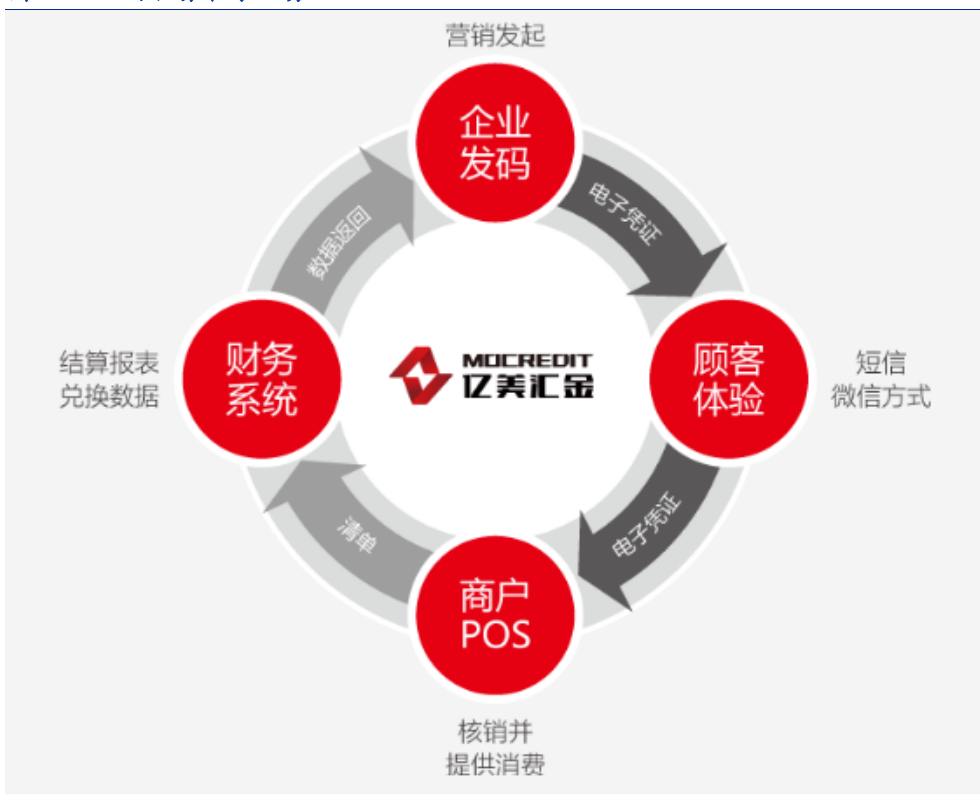 营销发起
企业
发码
电子凭证
数据返回
财务
系统
结算报表
兑换数据
MOCREDIT
亿美汇金
顾客
体验
短信
微信方式
电子凭证
清单
商户
POS
核销并
提供消费